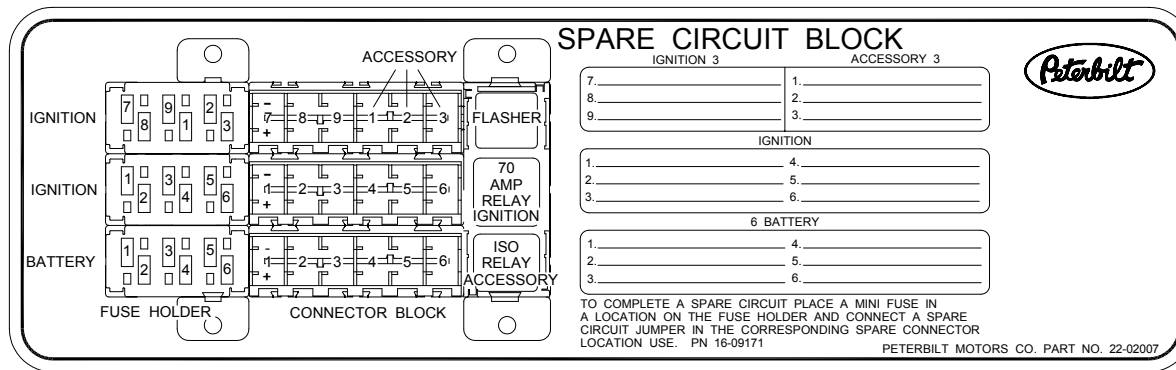 SPARE CIRCUIT BLOCK
ACCESSORY
IGNITION
7 8 9 1 2 3
- 7 + 8 9 1 2 3
FLASHER
IGNITION
1 2 3 4 5 6
- 1 + 2 3 4 5 6
70
AMP
RELAY
IGNITION
BATTERY
1 2 3 4 5 6
- 1 + 2 3 4 5 6
ISO
RELAY
ACCESSORY
FUSE HOLDER
CONNECTOR BLOCK
IGNITION 3
7.
8.
9.
ACCESSORY 3
1.
2.
3.
IGNITION
1. 4.
2. 5.
3. 6.
6 BATTERY
1. 4.
2. 5.
3. 6.
TO COMPLETE A SPARE CIRCUIT PLACE A MINI FUSE IN
A LOCATION ON THE FUSE HOLDER AND CONNECT A SPARE
CIRCUIT JUMPER IN THE CORRESPONDING SPARE CONNECTOR
LOCATION USE. PN 16-09171
Peterbilt
PETERBILT MOTORS CO. PART NO. 22-02007